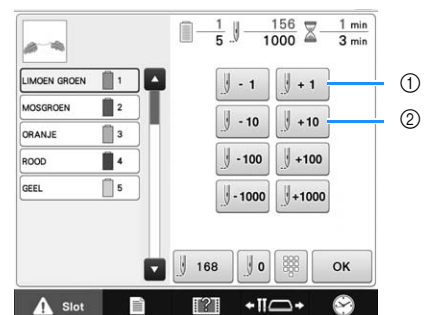 1 156 1 min
5 1000 3 min
LIMOEN GROEN 1
- 1 + 1 ①
MOSGROEN 2
- 10 +10 ②
ORANJE 3
- 100 +100
ROOD 4
GEEL 5
- 1000 +1000
168 0 OK
Slot ?